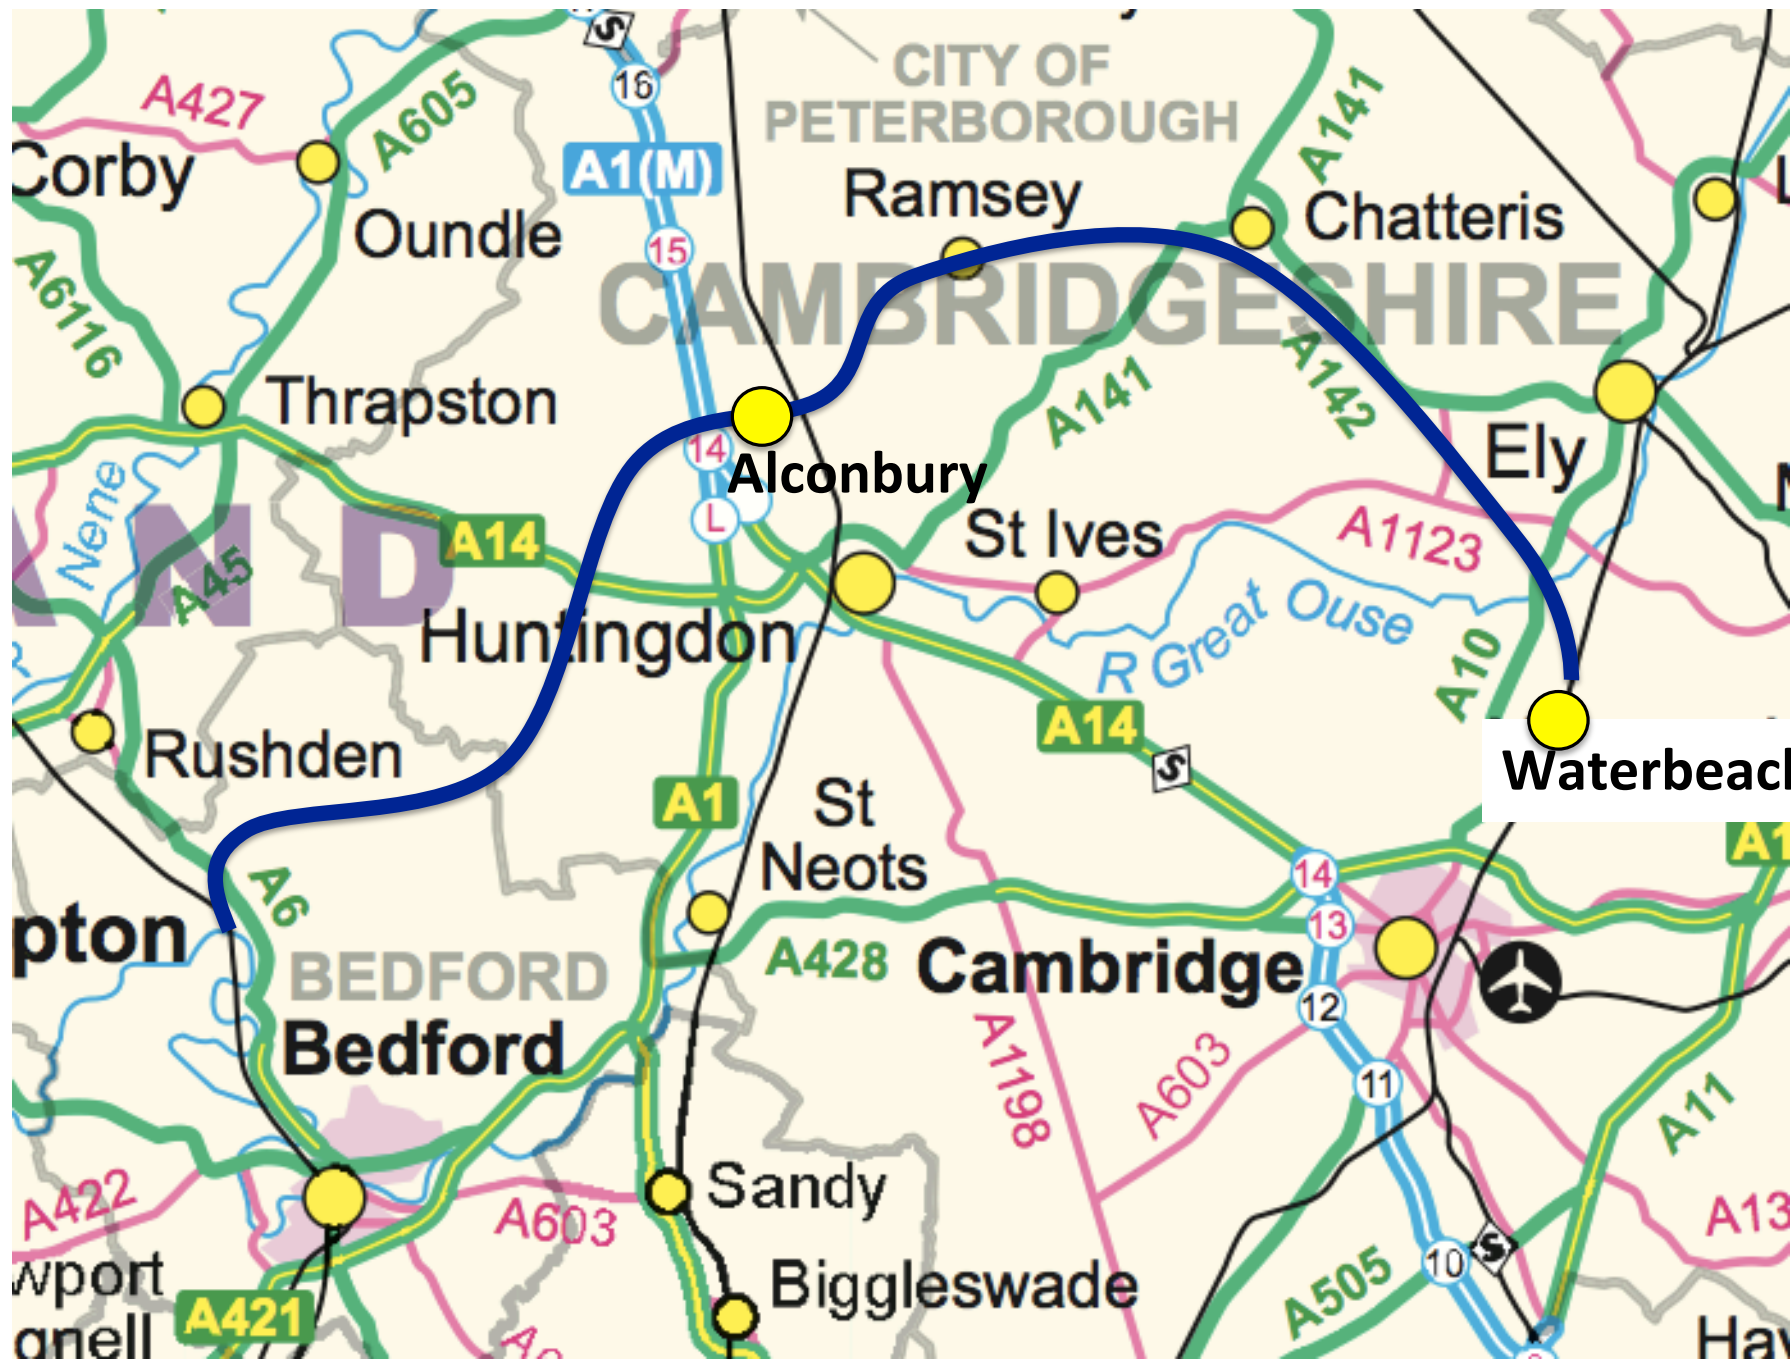 16
CITY OF
PETERBOROUGH
A427
A605
A141
A1(M)
Corby
Ramsey
Chatteris
Oundle
15
CAMBRIDGESHIRE
A6116
A141
A142
Thrapston
14
Alconbury
Ely
Nene
L
A14
St Ives
A1123
A45
Huntingdon
R Great Ouse
A10
Rushden
A14
S
Waterbeach
A1
St
Neots
14
A6
pton
13
A428
Cambridge
BEDFORD
Bedford
12
A1198
A603
11
A11
A422
A603
Sandy
A13
10
S
wport
gnell
Biggleswade
A505
A421
Hav